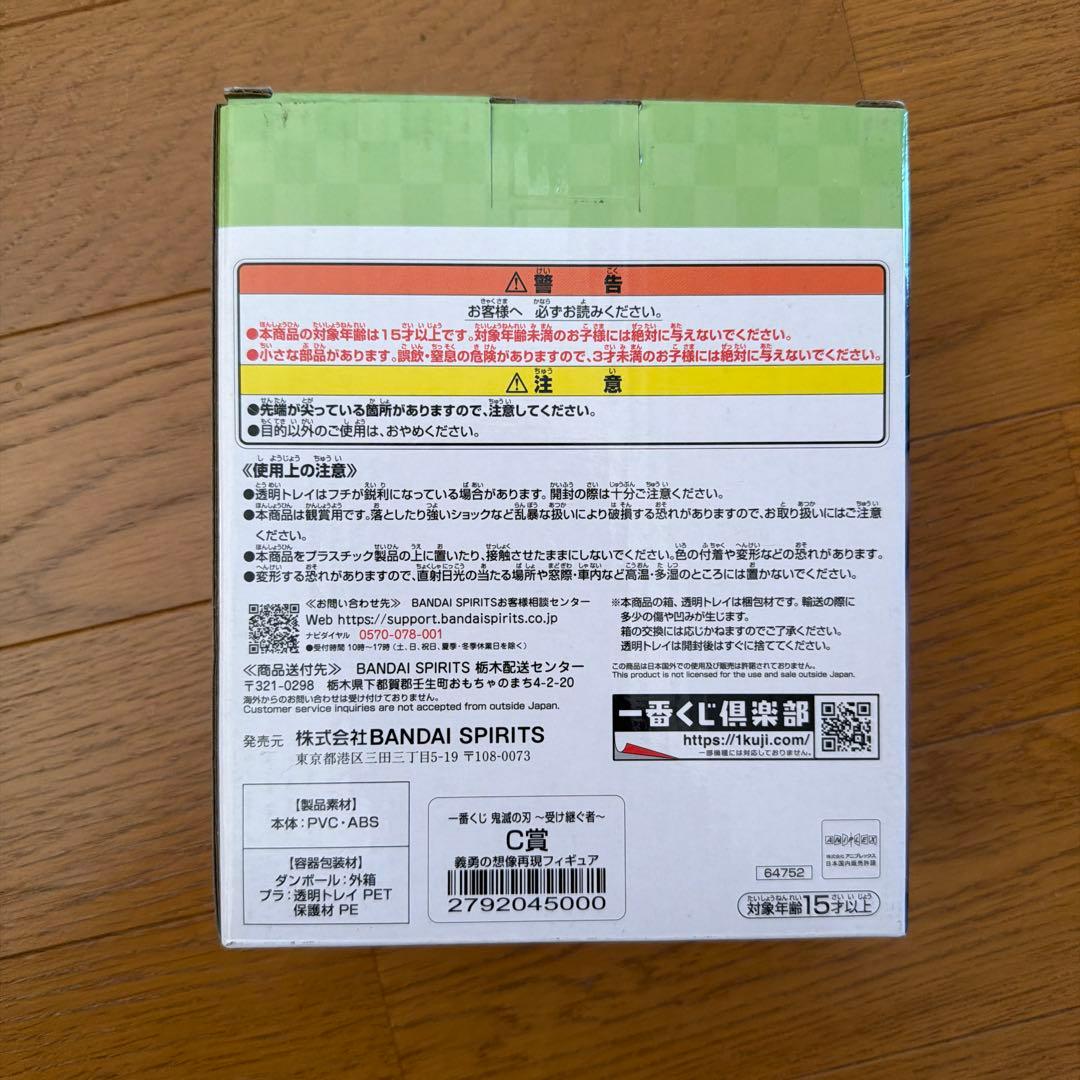 ⚠警告
お客様へ 必ずお読みください。
●本商品の対象年齢は15才以上です。対象年齢未満のお子様には絶対に与えないでください。
●小さな部品があります。誤飲・窒息の危険がありますので、3才未満のお子様には絶対に与えないでください。
⚠注意
●先端が尖っている箇所がありますので、注意してください。
●目的以外のご使用は、おやめください。
《使用上の注意》
●透明トレイはフチが鋭利になっている場合があります。開封の際は十分ご注意ください。
●本商品は観賞用です。落としたり強いショックなど乱暴な扱いにより破損する恐れがありますので、お取り扱いにはご注意
ください。
●本商品をプラスチック製品の上に置いたり、接触させたままにしないでください。色の付着や変形などの恐れがあります。
●変形する恐れがありますので、直射日光の当たる場所や窓際・車内など高温・多湿のところには置かないでください。
≪お問い合わせ先≫ BANDAI SPIRITSお客様相談センター
Web https://support.bandaispirits.co.jp
ナビダイヤル 0570-078-001
●受付時間 10時～17時(土、日、祝日、夏季・冬季休業日を除く)
≪商品送付先≫ BANDAI SPIRITS 栃木配送センター
〒321-0298 栃木県下都賀郡壬生町おもちゃのまち4-2-20
海外からのお問い合わせは受け付けておりません。
Customer service inquiries are not accepted from outside Japan.
※本商品の箱、透明トレイは梱包材です。輸送の際に
多少の傷や凹みが生じます。
箱の交換には応じかねますのでご了承ください。
透明トレイは開封後はすぐに捨ててください。
この商品は日本国外での使用及び販売は許諾されておりません。
This product is not licensed for the use and sale outside Japan.
一番くじ倶楽部
https://1kuji.com/
一部機種には対応しておりません。
発売元 株式会社BANDAI SPIRITS
東京都港区三田三丁目5-19 〒108-0073
【製品素材】
本体：PVC・ABS
【容器包装材】
ダンボール：外箱
プラ：透明トレイ PET
保護材 PE
一番くじ 鬼滅の刃 ～受け継ぐ者～
C賞
義勇の想像再現フィギュア
2792045000
64752
ANIPLEX
株式会社 アニプレックス
日本国内販売許諾
対象年齢15才以上